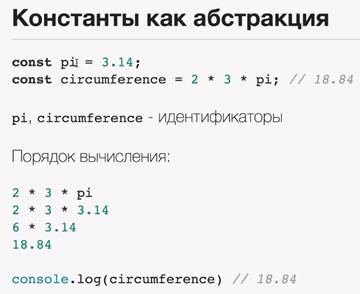 Константы как абстракция
const pi = 3.14;
const circumference = 2 * 3 * pi; // 18.84
pi, circumference - идентификаторы
Порядок вычисления:
2 * 3 * pi
2 * 3 * 3.14
6 * 3.14
18.84
console.log(circumference) // 18.84